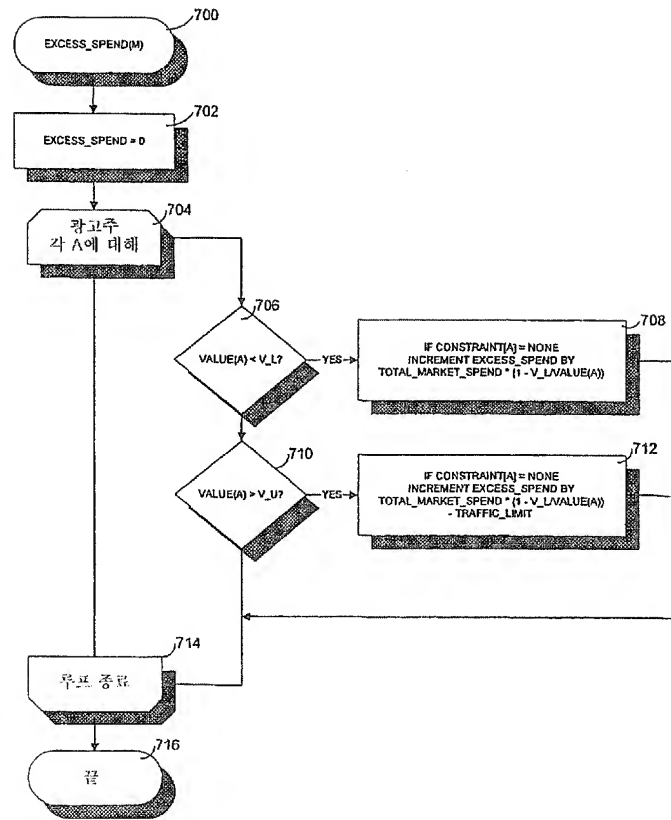 700
EXCESS_SPEND(M)
702
EXCESS_SPEND = 0
704
광고주
각 A에 대해
706
VALUE(A) < V_L?
YES
708
IF CONSTRAINT[A] = NONE
INCREMENT EXCESS_SPEND BY
TOTAL_MARKET_SPEND * (1 - V_L/VALUE(A))
710
VALUE(A) > V_U?
YES
712
IF CONSTRAINT[A] = NONE
INCREMENT EXCESS_SPEND BY
TOTAL_MARKET_SPEND * (1 - V_L/VALUE(A))
- TRAFFIC_LIMIT
714
루프 종료
716
끝